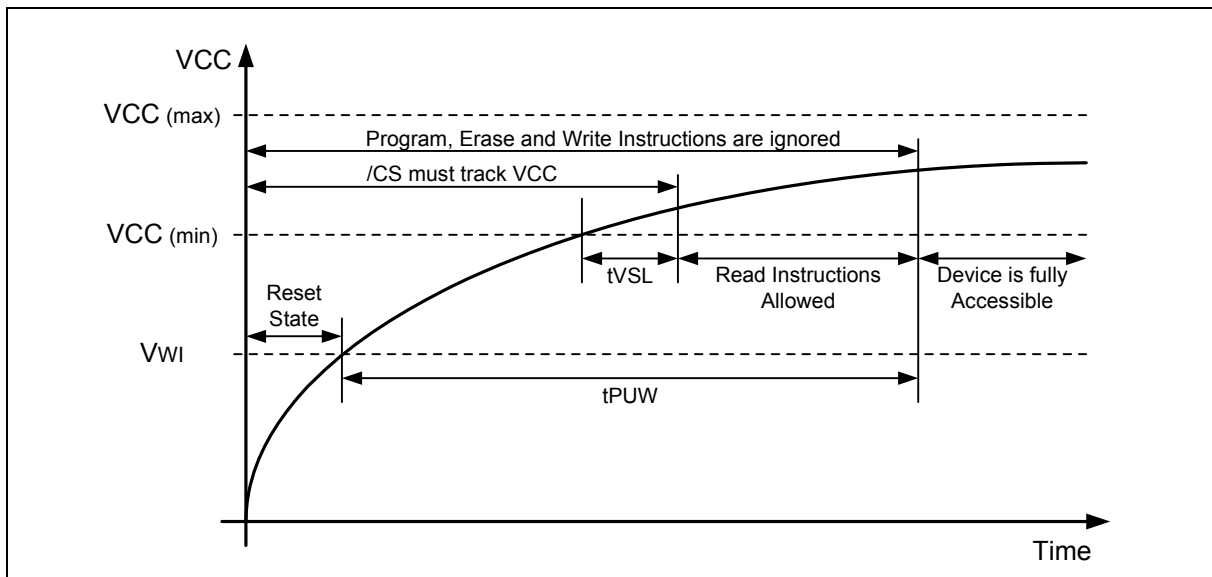 VCC
VCC (max)
Program, Erase and Write Instructions are ignored
/CS must track VCC
VCC (min)
tVSL
Read Instructions
Allowed
Device is fully
Accessible
Reset
State
VWI
tPUW
Time